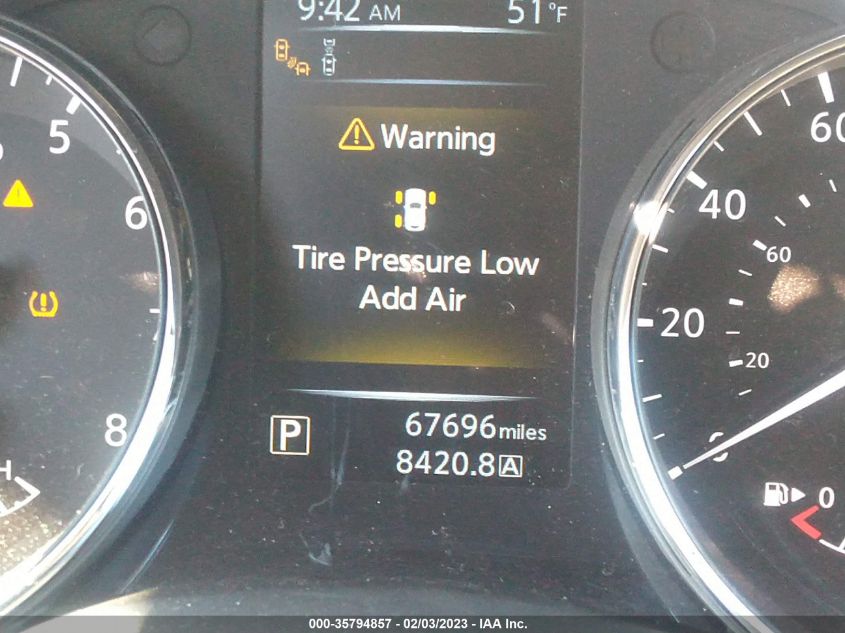 9:42 AM 51°F
Warning
Tire Pressure Low
Add Air
P 67696 miles
8420.8 A
5
6
8
H
60
40
20
0
60
20
0
000-35794857 - 02/03/2023 - IAA Inc.